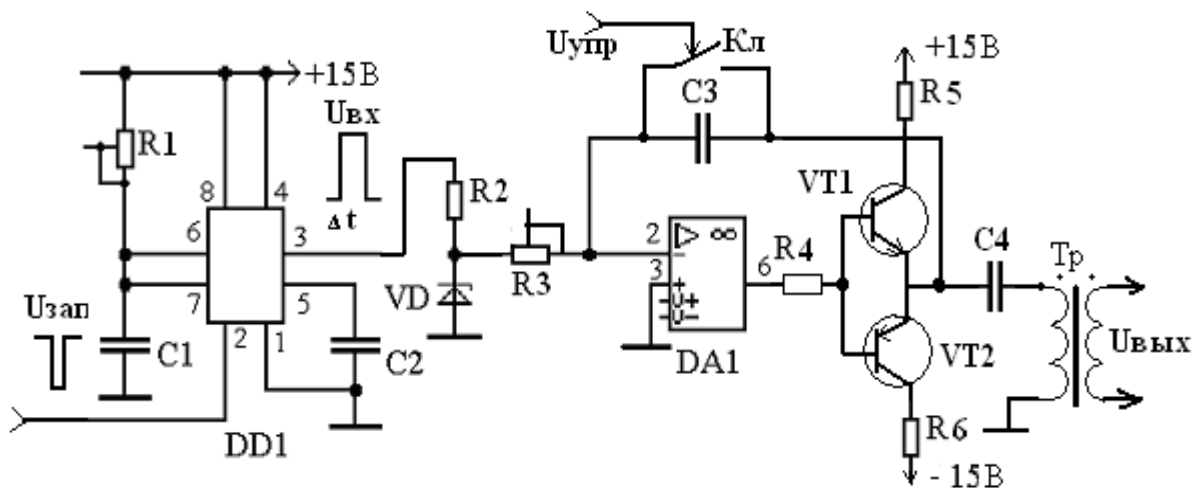 Uупр
Кл
+15В
+15В
Uвх
С3
R5
R1
VT1
8
4
R2
6
3
Δt
2
∞
6
R4
C4
Тр
7
5
R3
3
-
+
U+
-U-
Uзап
VD
2
1
C1
C2
DA1
VT2
Uвых
DD1
R6
- 15В